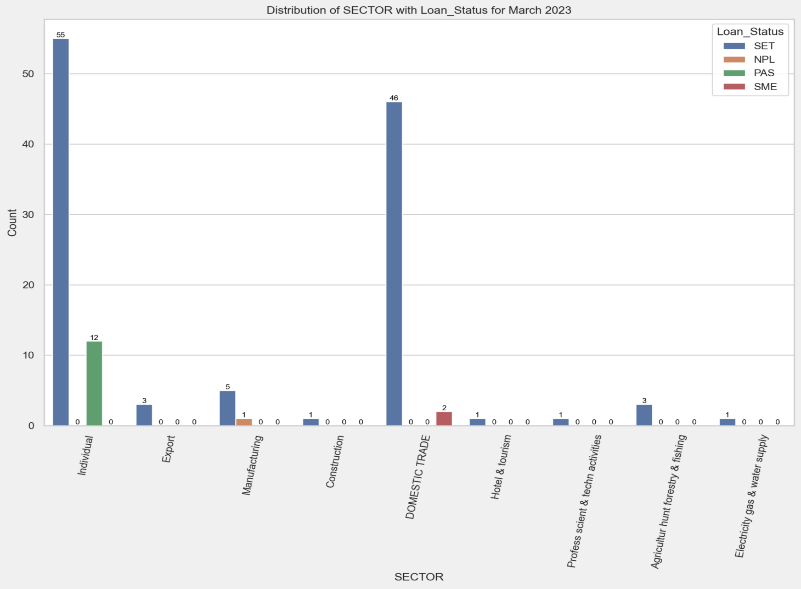 Distribution of SECTOR with Loan_Status for March 2023
Loan_Status
SET
NPL
PAS
SME
Count
50
40
30
20
10
0
55
0
12
0
3
0
0
0
5
1
0
0
1
0
0
0
46
0
0
2
1
0
0
0
1
0
0
0
3
0
0
0
1
0
0
0
Individual
Export
Manufacturing
Construction
DOMESTIC TRADE
Hotel & tourism
Profess scient & techn activities
Agricultur hunt forestry & fishing
Electricity gas & water supply
SECTOR